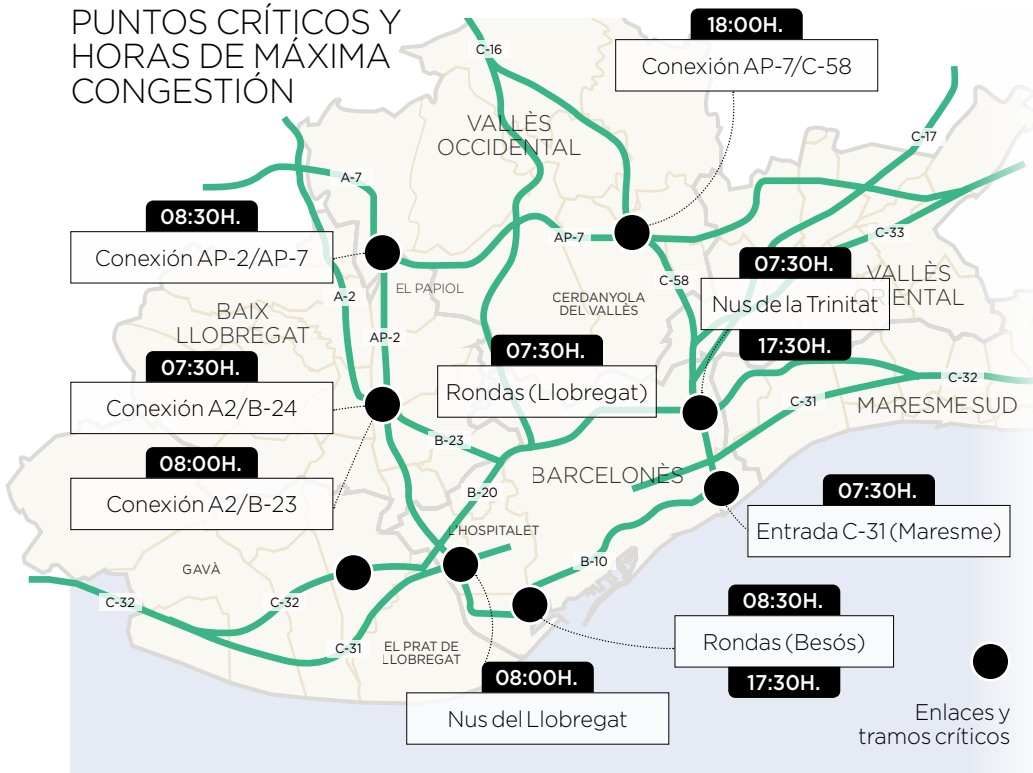 PUNTOS CRÍTICOS Y
HORAS DE MÁXIMA
CONGESTIÓN
18:00H.
Conexión AP-7/C-58
C-16
VALLÈS
OCCIDENTAL
C-17
A-7
08:30H.
Conexión AP-2/AP-7
AP-7
C-33
EL PAPIOL
C-58
07:30H.
Nus de la Trinitat
17:30H.
VALLÈS
ORIENTAL
A-2
CERDANYOLA
DEL VALLÈS
BAIX
LLOBREGAT
AP-2
07:30H.
Rondas (Llobregat)
07:30H.
Conexión A2/B-24
C-32
C-31
MARESME SUD
B-23
08:00H.
Conexión A2/B-23
BARCELONÈS
B-20
07:30H.
Entrada C-31 (Maresme)
L'HOSPITALET
B-10
GAVÀ
C-32
C-32
08:30H.
Rondas (Besós)
17:30H.
C-31
EL PRAT DE
LLOBREGAT
08:00H.
Nus del Llobregat
Enlaces y
tramos críticos